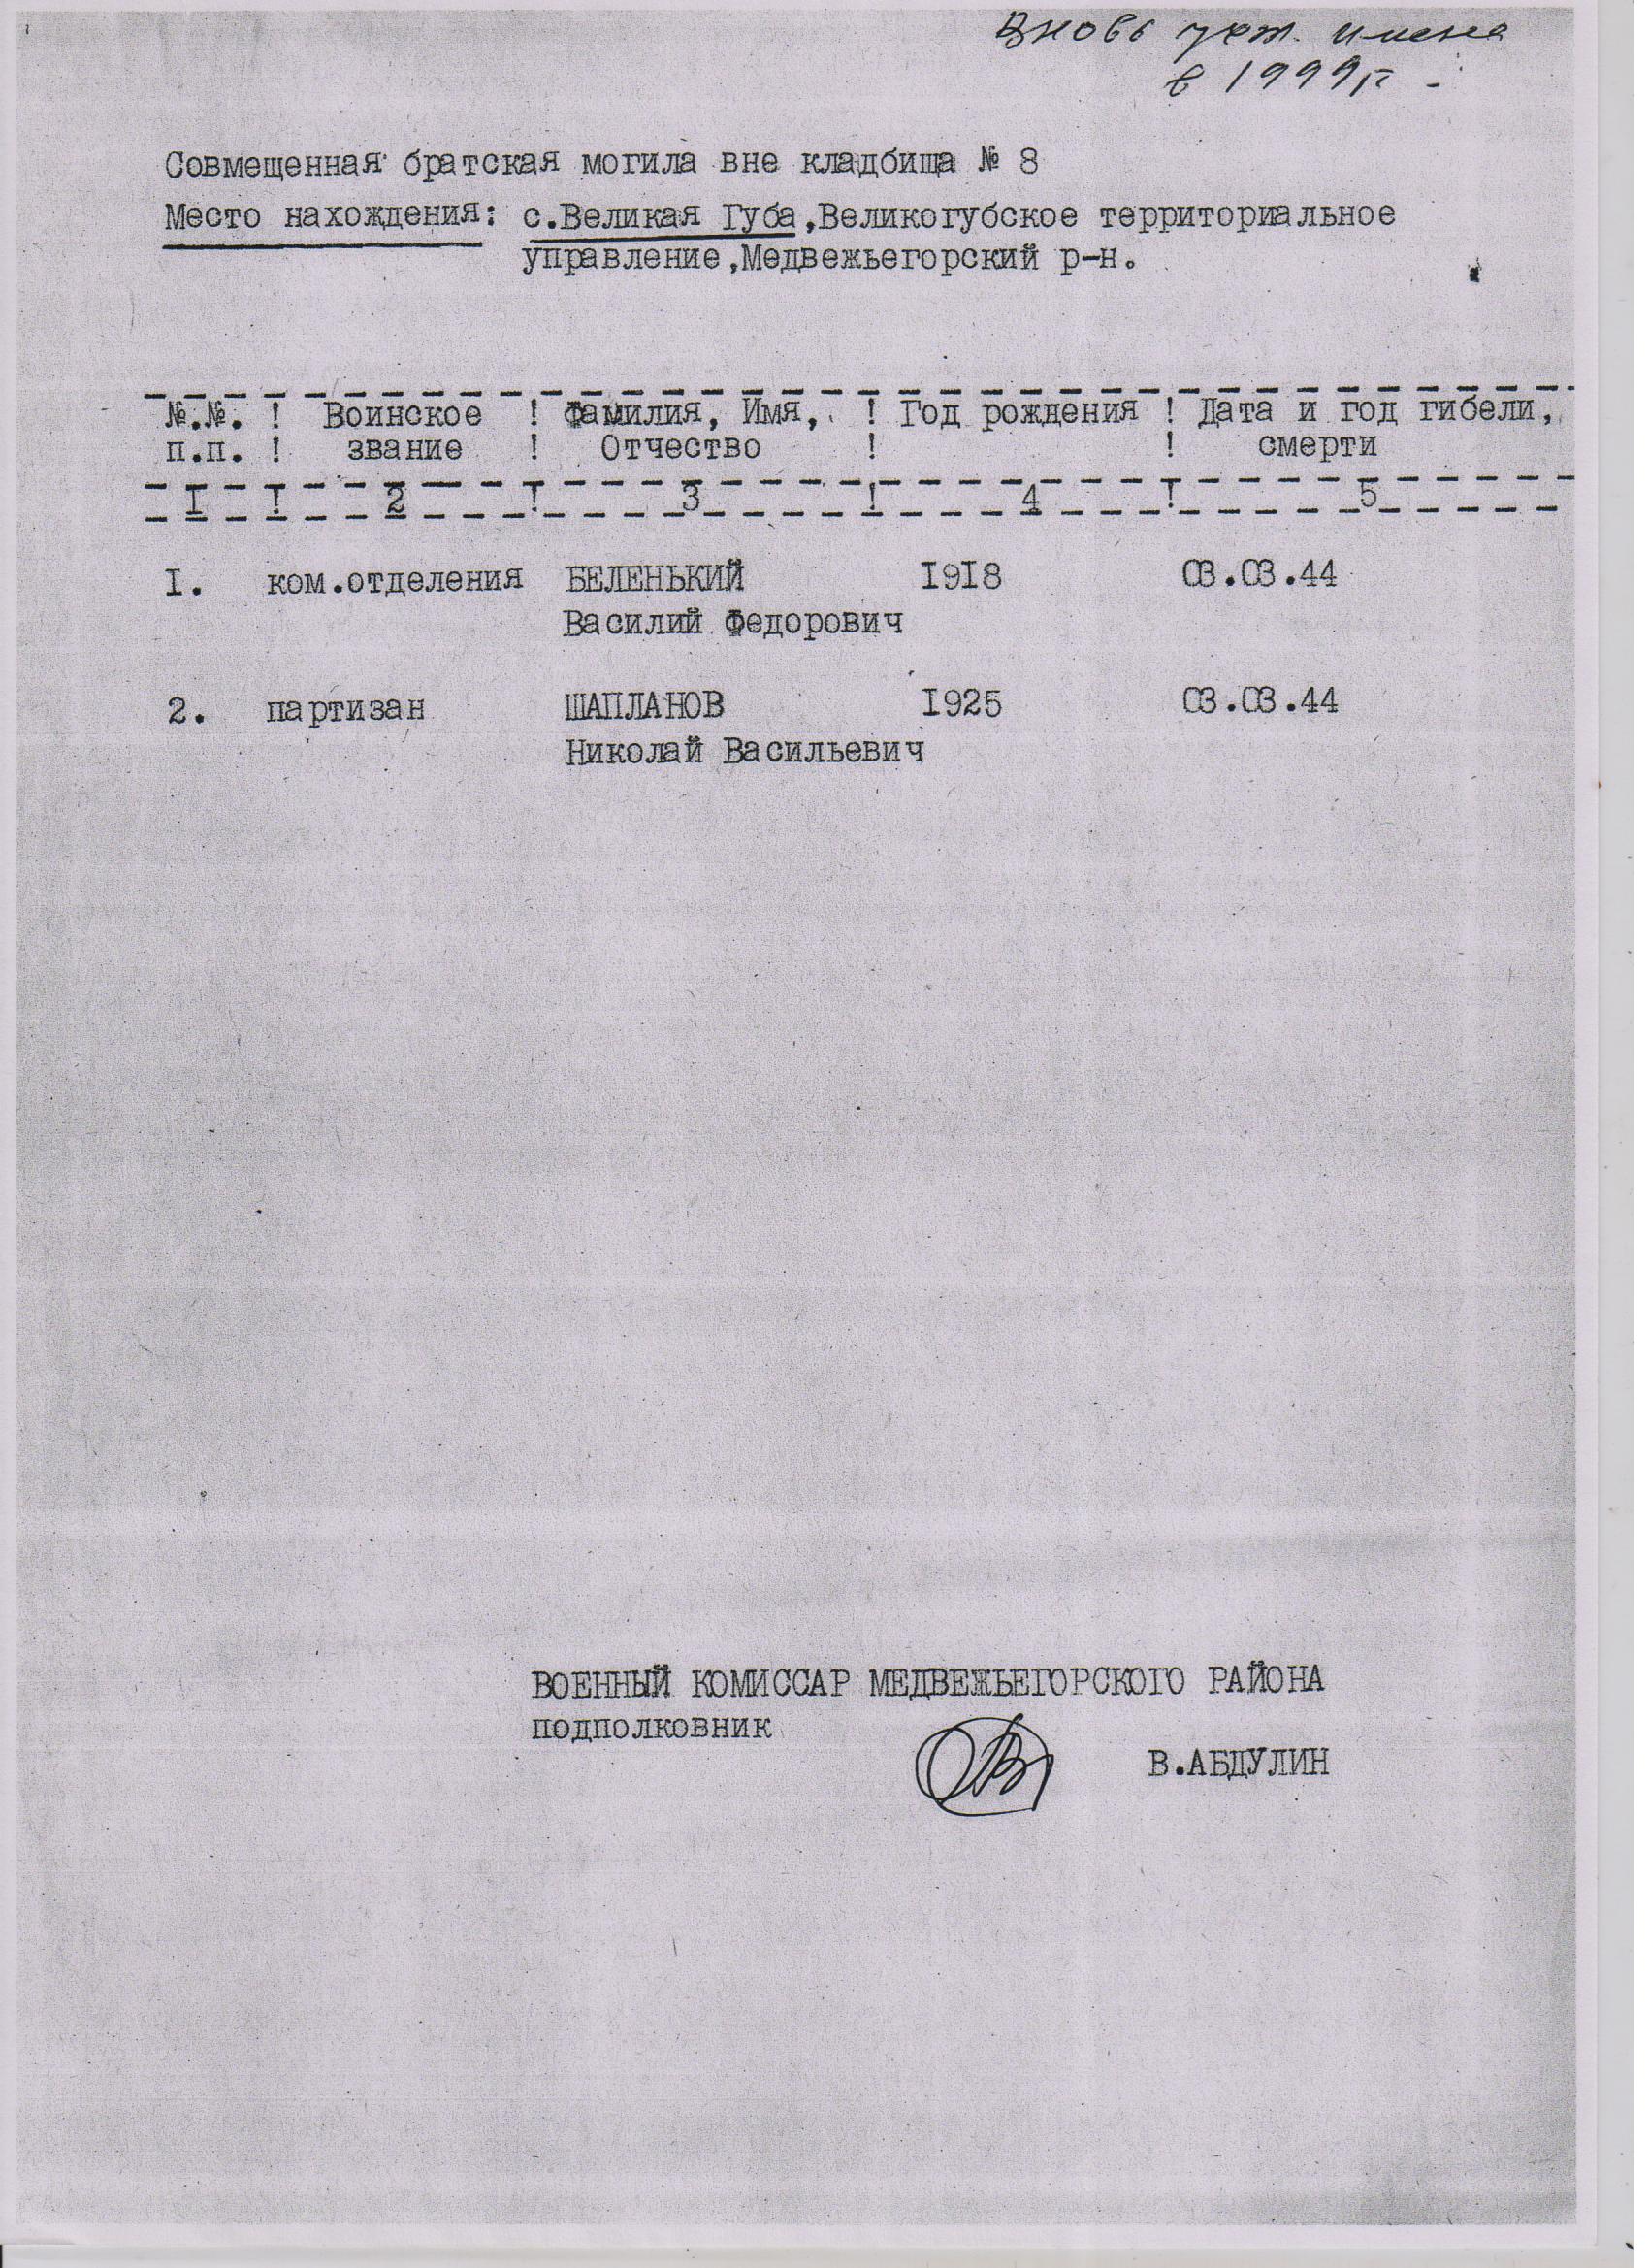 Вновь уст. имена
в 1999г.
Совмещенная братская могила вне кладбища № 8
Место нахождения: с.Великая Губа,Великогубское территориальное
управление,Медвежьегорский р-н.
№.№. ! Воинское ! Фамилия, Имя, ! Год рождения ! Дата и год гибели,
п.п. ! звание ! Отчество ! ! смерти
I ! 2 ! 3 ! 4 ! 5
I. ком.отделения БЕЛЕНЬКИЙ I9I8 03.03.44
Василий Федорович
2. партизан ШАПЛАНОВ I925 03.03.44
Николай Васильевич
ВОЕННЫЙ КОМИССАР МЕДВЕЖЬЕГОРСКОГО РАЙОНА
подполковник
В.АБДУЛИН